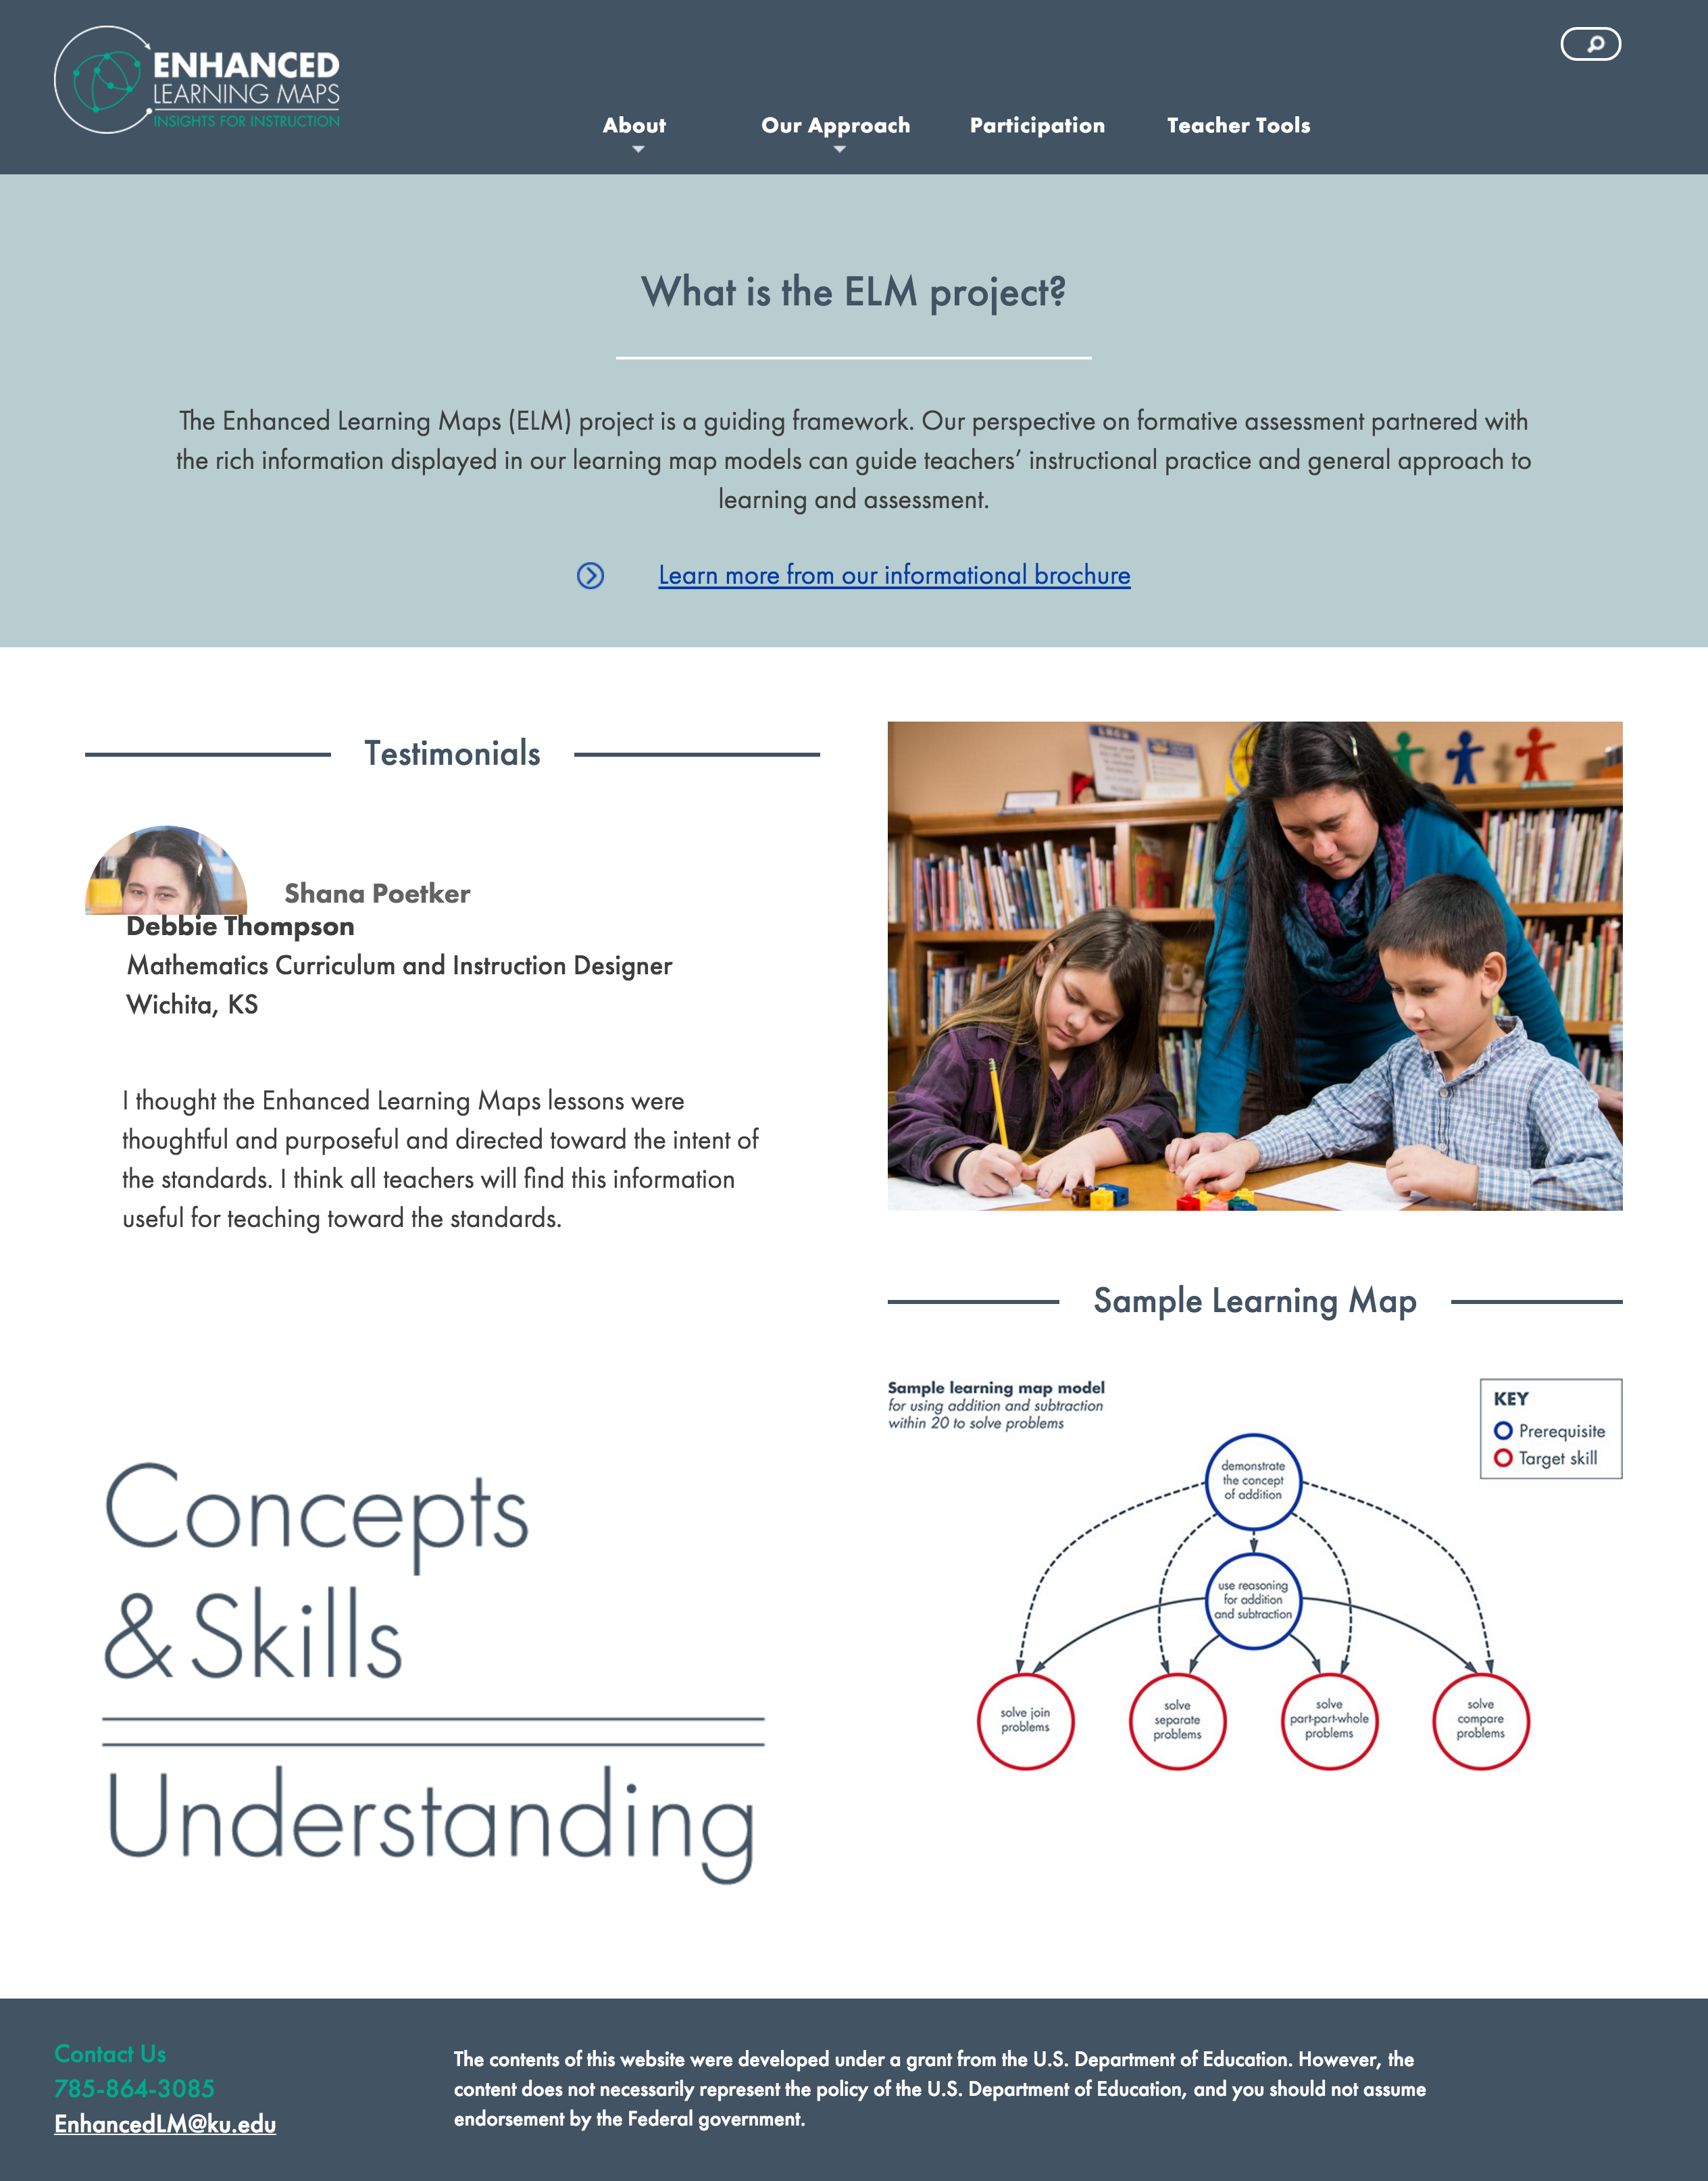 ENHANCED
LEARNING MAPS
INSIGHTS FOR INSTRUCTION
About
Our Approach
Participation
Teacher Tools
What is the ELM project?
The Enhanced Learning Maps (ELM) project is a guiding framework. Our perspective on formative assessment partnered with
the rich information displayed in our learning map models can guide teachers’ instructional practice and general approach to
learning and assessment.
Learn more from our informational brochure
Testimonials
Shana Poetker
Debbie Thompson
Mathematics Curriculum and Instruction Designer
Wichita, KS
I thought the Enhanced Learning Maps lessons were
thoughtful and purposeful and directed toward the intent of
the standards. I think all teachers will find this information
useful for teaching toward the standards.
Concepts
& Skills
Understanding
Sample Learning Map
Sample learning map model
for using addition and subtraction
within 20 to solve problems
KEY
Prerequisite
Target skill
demonstrate
the concept
of addition
use reasoning
for addition
and subtraction
solve join
problems
solve
separate
problems
solve
part-part-whole
problems
solve
compare
problems
Contact Us
785-864-3085
EnhancedLM@ku.edu
The contents of this website were developed under a grant from the U.S. Department of Education. However, the
content does not necessarily represent the policy of the U.S. Department of Education, and you should not assume
endorsement by the Federal government.